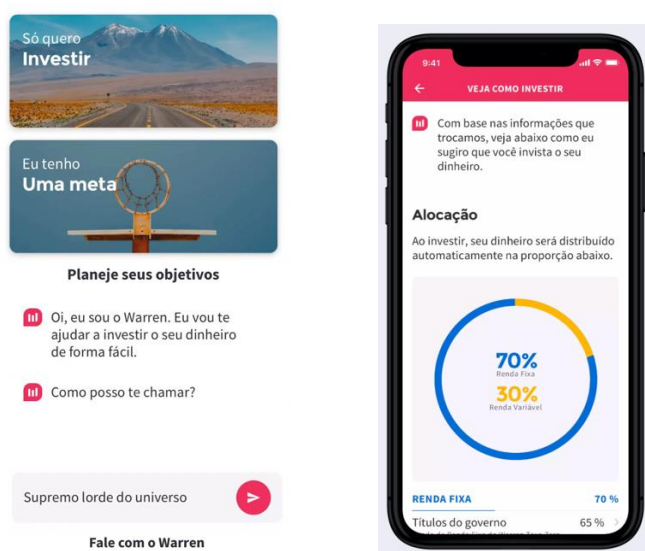 Só quero
Investir
Eu tenho
Uma meta
Planeje seus objetivos
Oi, eu sou o Warren. Eu vou te
ajudar a investir o seu dinheiro
de forma fácil.
Como posso te chamar?
Supremo lorde do universo
Fale com o Warren
9:41
VEJA COMO INVESTIR
Com base nas informações que
trocamos, veja abaixo como eu
sugiro que você invista o seu
dinheiro.
Alocação
Ao investir, seu dinheiro será distribuído
automaticamente na proporção abaixo.
70%
Renda Fixa
30%
Renda Variável
RENDA FIXA 70 %
Títulos do governo 65 %